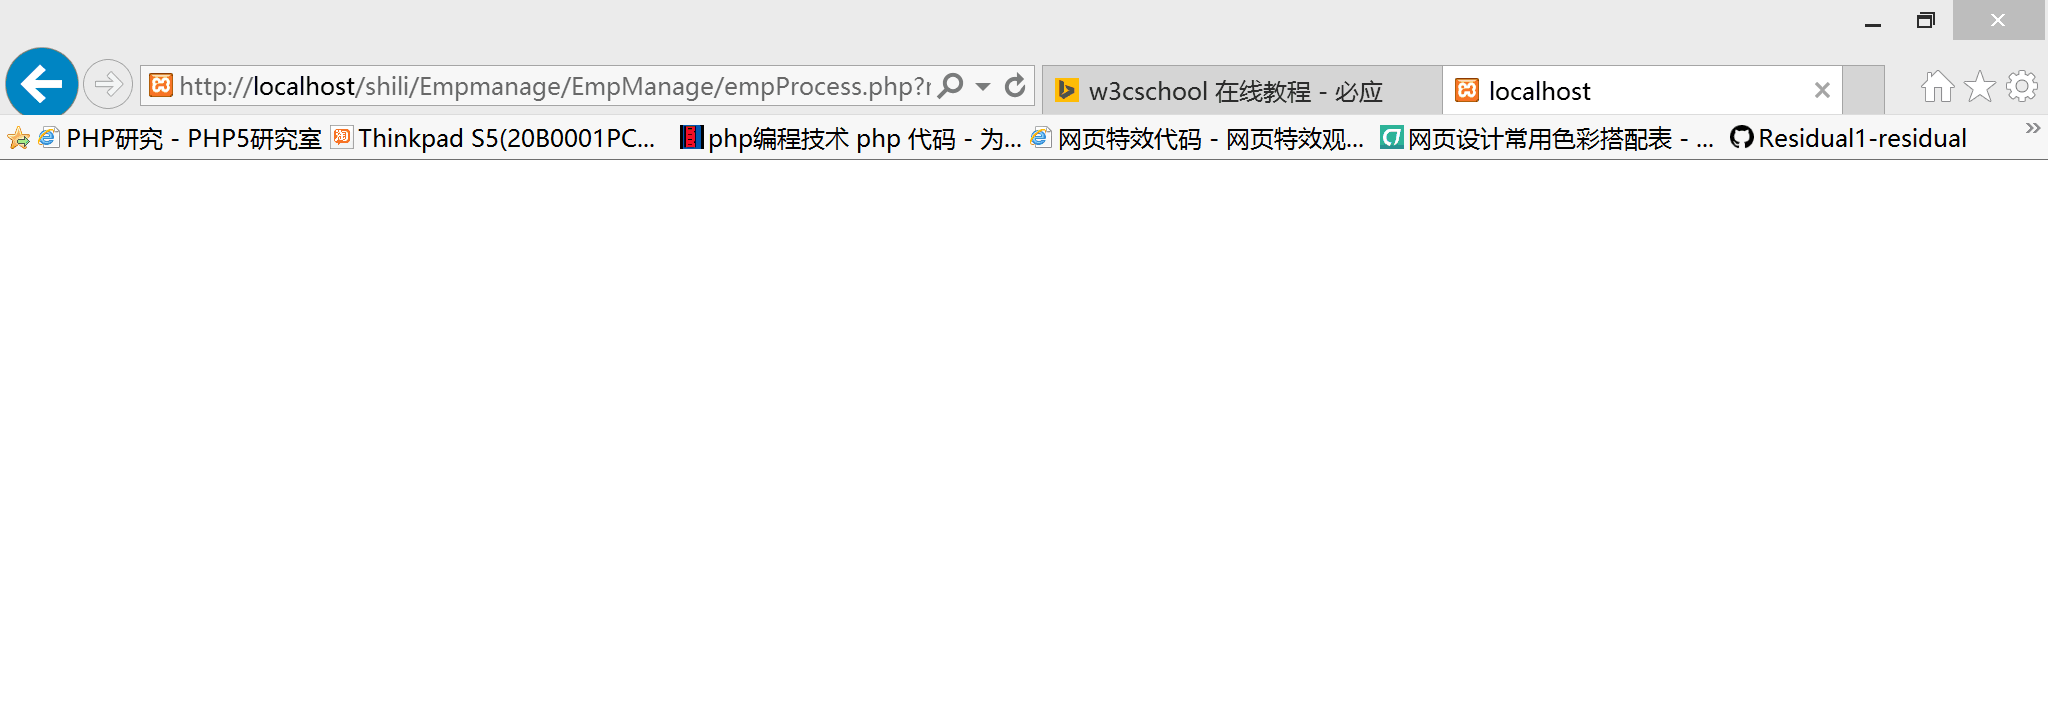 http://localhost/shili/Empmanage/EmpManage/empProcess.php?r
w3cschool 在线教程 - 必应
localhost
PHP研究 - PHP5研究室
Thinkpad S5(20B0001PC...
php编程技术 php 代码 - 为...
网页特效代码 - 网页特效观...
网页设计常用色彩搭配表 - ...
Residual1-residual